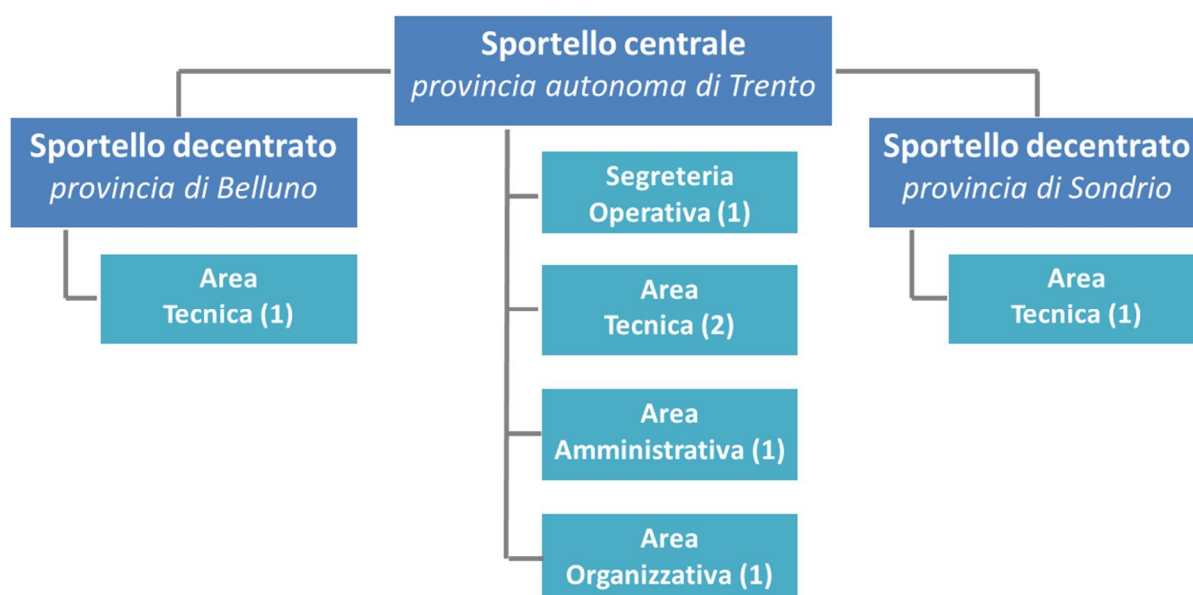 Sportello centrale
provincia autonoma di Trento
Sportello decentrato
provincia di Belluno
Area
Tecnica (1)
Segreteria
Operativa (1)
Area
Tecnica (2)
Area
Amministrativa (1)
Area
Organizzativa (1)
Sportello decentrato
provincia di Sondrio
Area
Tecnica (1)